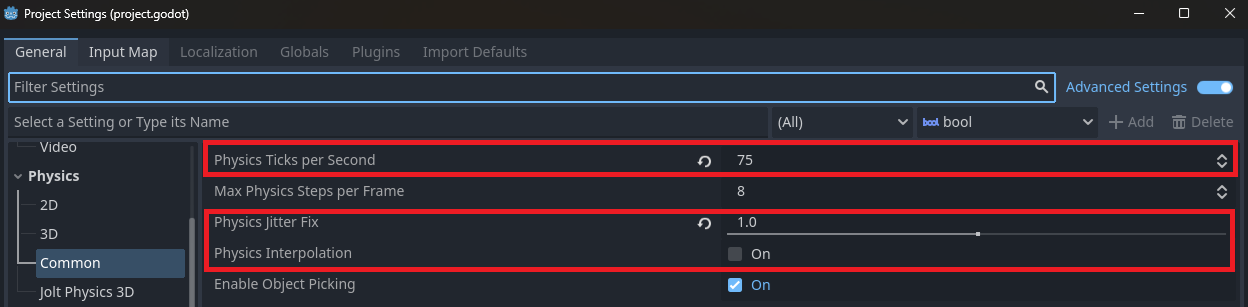 Project Settings (project.godot)
General Input Map Localization Globals Plugins Import Defaults
Filter Settings Advanced Settings
Select a Setting or Type its Name (All) bool bool Add Delete
Video
Physics
2D
3D
Common
Jolt Physics 3D
Physics Ticks per Second 75
Max Physics Steps per Frame 8
Physics Jitter Fix 1.0
Physics Interpolation On
Enable Object Picking On